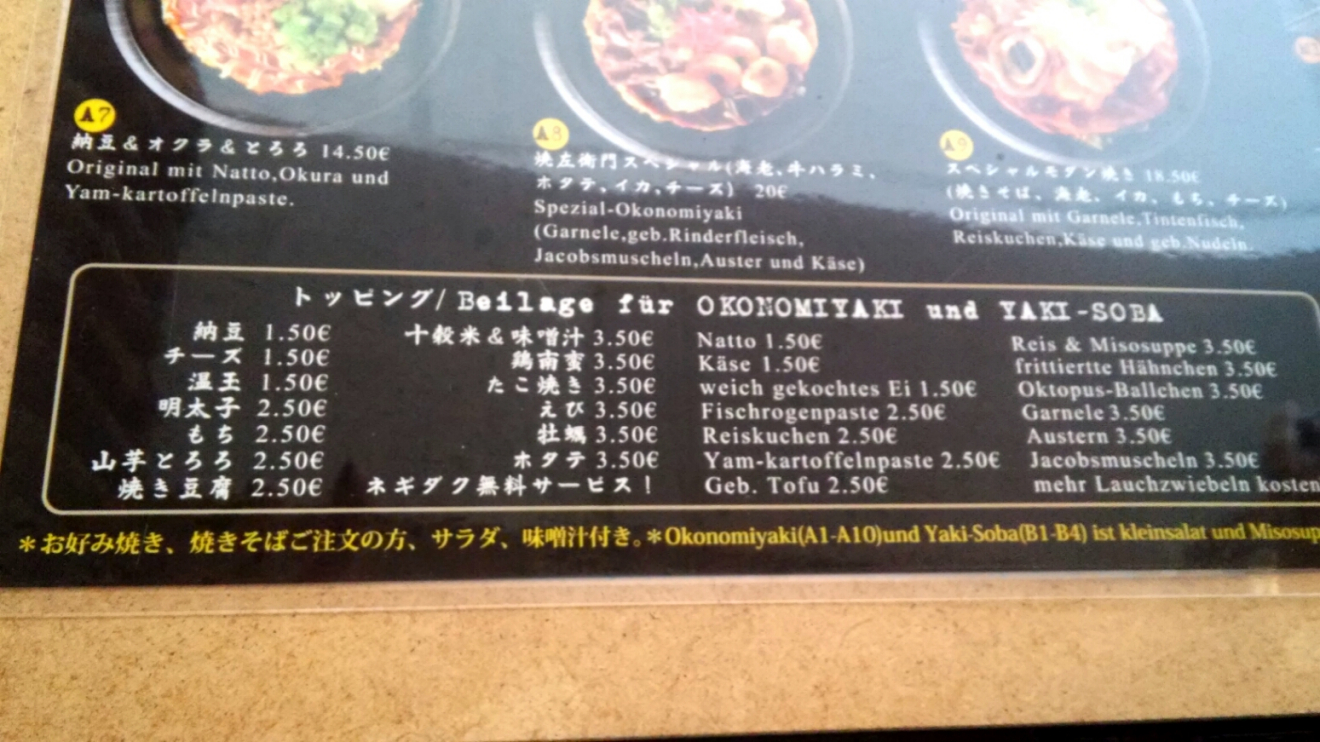 A7
納豆&オクラ&とろろ 14.50€
Original mit Natto,Okura und
Yam-kartoffelnpaste.
A8
焼左衛門スペシャル(海老、牛ハラミ、
ホタテ、イカ、チーズ) 20€
Spezial-Okonomiyaki
(Garnele,geb.Rinderfleisch,
Jacobsmuscheln,Auster und Käse)
A9
スペシャルモダン焼き 18.50€
(焼きそば、海老、イカ、もち、チーズ)
Original mit Garnele,Tintenfisch,
Reiskuchen,Käse und geb.Nudeln.
トッピング/Beilage für OKONOMIYAKI und YAKI-SOBA
納豆 1.50€
チーズ 1.50€
温玉 1.50€
明太子 2.50€
もち 2.50€
山芋とろろ 2.50€
焼き豆腐 2.50€
十穀米&味噌汁 3.50€
鶏南蛮 3.50€
たこ焼き 3.50€
えび 3.50€
牡蠣 3.50€
ホタテ 3.50€
ネギダク無料サービス!
Natto 1.50€
Käse 1.50€
weich gekochtes Ei 1.50€
Fischrogenpaste 2.50€
Reiskuchen 2.50€
Yam-kartoffelnpaste 2.50€
Geb. Tofu 2.50€
Reis & Misosuppe 3.50€
frittiertte Hähnchen 3.50€
Oktopus-Ballchen 3.50€
Garnele 3.50€
Austern 3.50€
Jacobsmuscheln 3.50€
mehr Lauchzwiebeln kosten
*お好み焼き、焼きそばご注文の方、サラダ、味噌汁付き。*Okonomiyaki(A1-A10)und Yaki-Soba(B1-B4) ist kleinsalat und Misosup